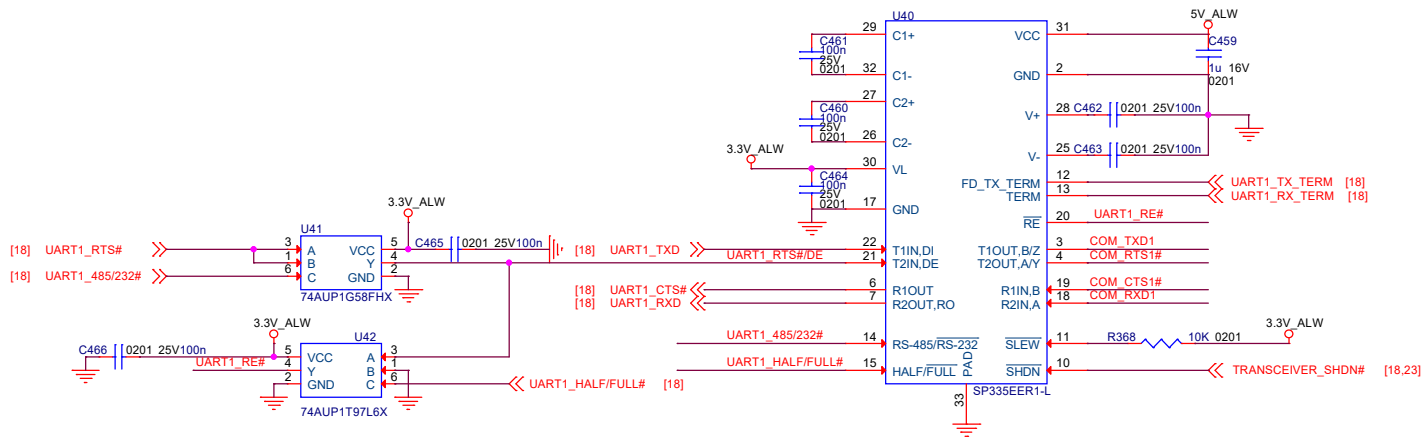 U40
29 C1+
C461
100n
25V
0201
32 C1-
27 C2+
C460
100n
25V
0201
26 C2-
3.3V_ALW
30 VL
C464
100n
25V
0201
17 GND
5V_ALW
VCC 31
C459
1u 16V
0201
GND 2
V+ 28 C462 0201 25V100n
V- 25 C463 0201 25V100n
FD_TX_TERM 12 UART1_TX_TERM [18]
TERM 13 UART1_RX_TERM [18]
RE 20 UART1_RE#
T1OUT,B/Z 3 COM_TXD1
T2OUT,A/Y 4 COM_RTS1#
R1IN,B 19 COM_CTS1#
R2IN,A 18 COM_RXD1
SLEW 11 R368 10K 0201 3.3V_ALW
SHDN 10 TRANSCEIVER_SHDN# [18,23]
[18] UART1_TXD 22 T1IN,DI
UART1_RTS#/DE 21 T2IN,DE
[18] UART1_CTS# 6 R1OUT
[18] UART1_RXD 7 R2OUT,RO
UART1_485/232# 14 RS-485/RS-232
UART1_HALF/FULL# 15 HALF/FULL
PAD
33
SP335EER1-L
3.3V_ALW
U41
[18] UART1_RTS# 3 A VCC 5 C465 0201 25V100n
1 B Y 4
[18] UART1_485/232# 6 C GND 2
74AUP1G58FHX
3.3V_ALW
U42
C466 0201 25V100n 5 VCC A 3
UART1_RE# 4 Y B 1
2 GND C 6 UART1_HALF/FULL# [18]
74AUP1T97L6X